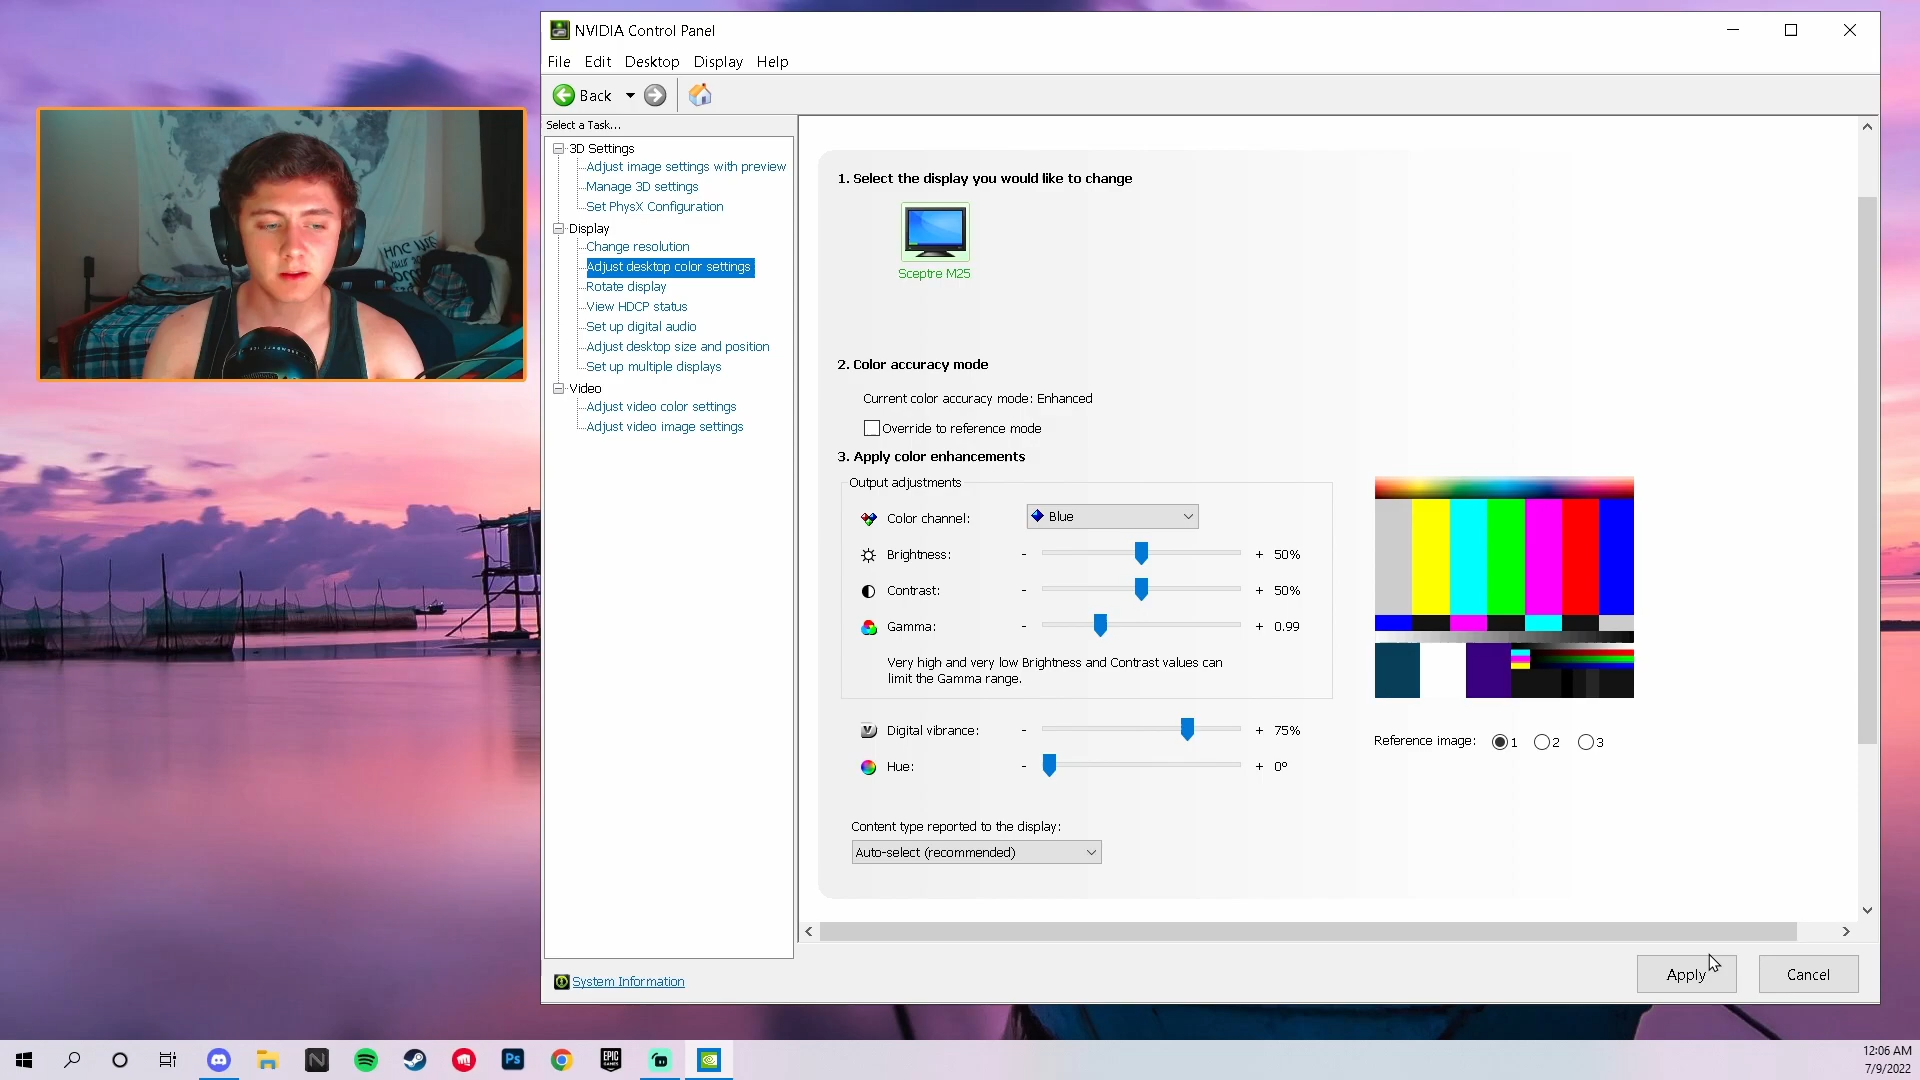 NVIDIA Control Panel
File Edit Desktop Display Help
Back
Select a Task...
3D Settings
Adjust image settings with preview
Manage 3D settings
Set PhysX Configuration
Display
Change resolution
Adjust desktop color settings
Rotate display
View HDCP status
Set up digital audio
Adjust desktop size and position
Set up multiple displays
Video
Adjust video color settings
Adjust video image settings
System Information
1. Select the display you would like to change
Sceptre M25
2. Color accuracy mode
Current color accuracy mode: Enhanced
Override to reference mode
3. Apply color enhancements
Output adjustments
Color channel: Blue
Brightness: - + 50%
Contrast: - + 50%
Gamma: - + 0.99
Very high and very low Brightness and Contrast values can
limit the Gamma range.
Digital vibrance: - + 75%
Hue: - + 0°
Reference image: 1 2 3
Content type reported to the display:
Auto-select (recommended)
Apply Cancel
N
Ps
EPIC
GAMES
12:06 AM
7/9/2022